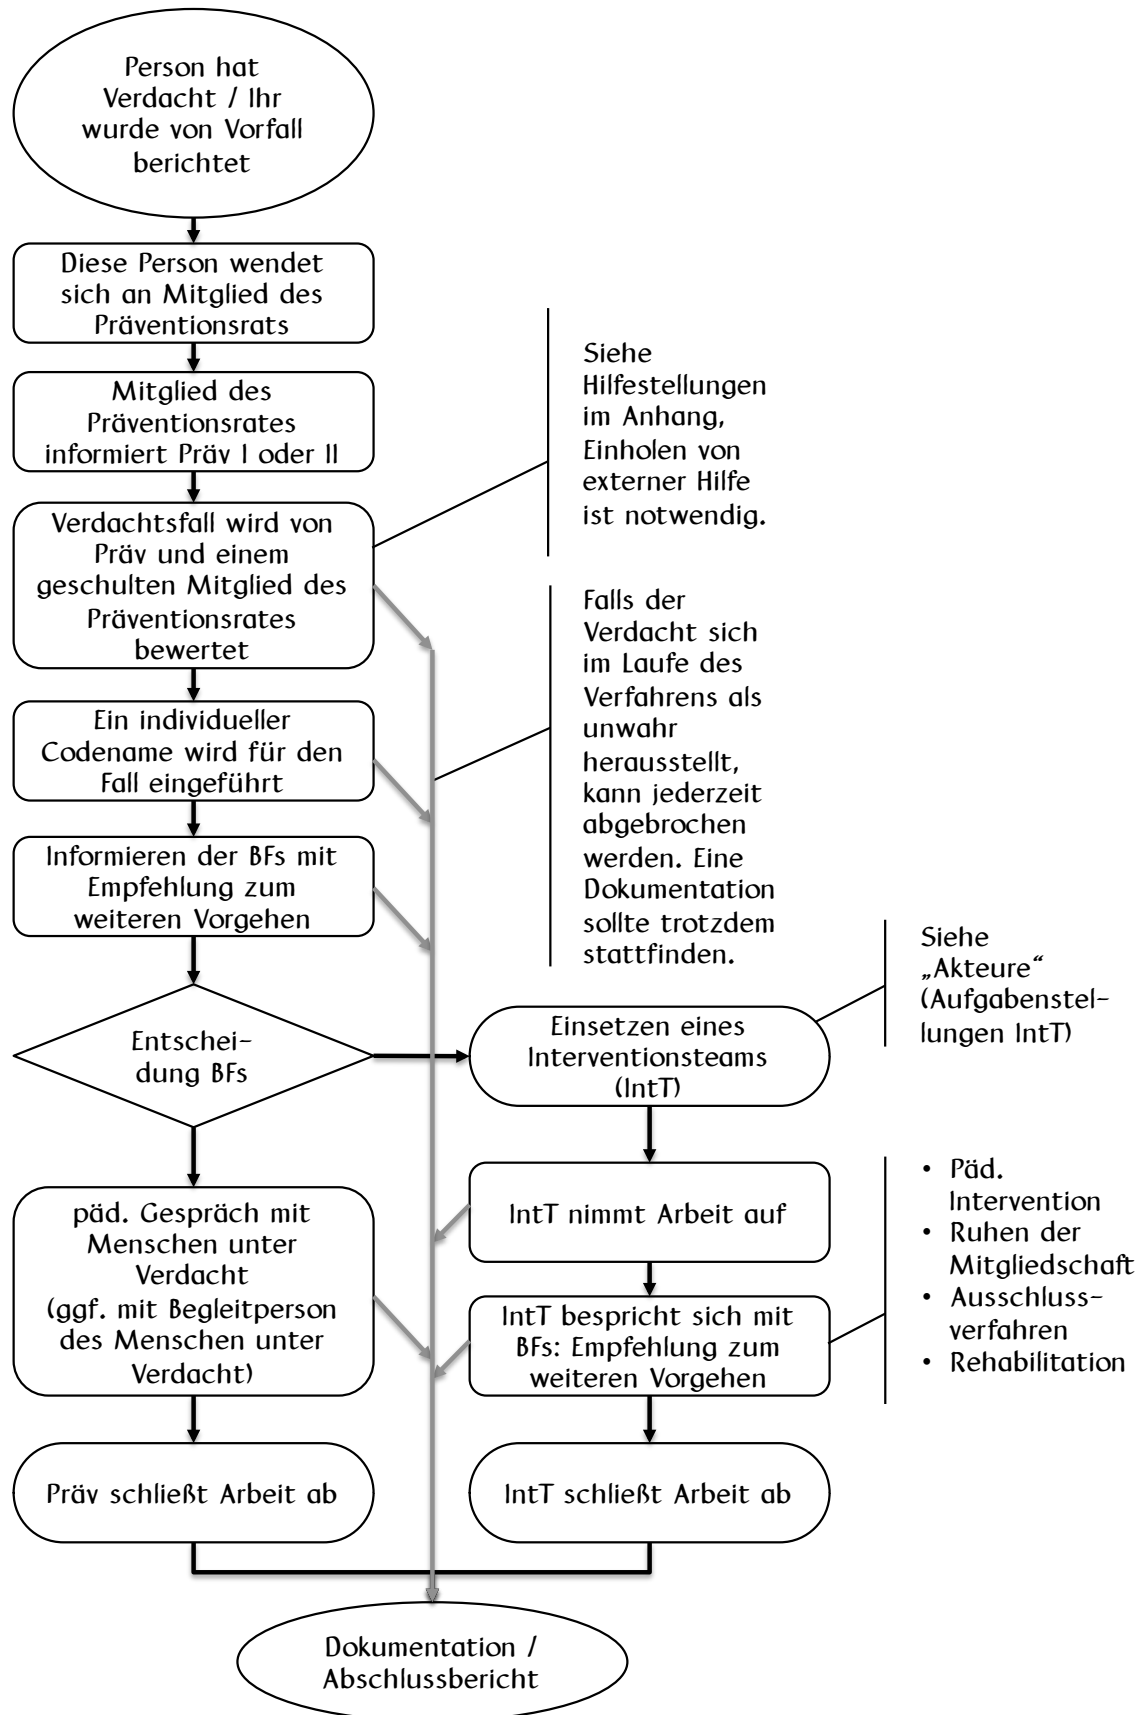 Person hat
Verdacht / Ihr
wurde von Vorfall
berichtet
Diese Person wendet
sich an Mitglied des
Präventionsrats
Mitglied des
Präventionsrates
informiert Präv I oder II
Verdachtsfall wird von
Präv und einem
geschulten Mitglied des
Präventionsrates
bewertet
Siehe
Hilfestellungen
im Anhang,
Einholen von
externer Hilfe
ist notwendig.
Ein individueller
Codename wird für den
Fall eingeführt
Informieren der BFs mit
Empfehlung zum
weiteren Vorgehen
Falls der
Verdacht sich
im Laufe des
Verfahrens als
unwahr
herausstellt,
kann jederzeit
abgebrochen
werden. Eine
Dokumentation
sollte trotzdem
stattfinden.
Entschei-
dung BFs
Einsetzen eines
Interventionsteams
(IntT)
Siehe
„Akteure“
(Aufgabenstel-
lungen IntT)
päd. Gespräch mit
Menschen unter
Verdacht
(ggf. mit Begleitperson
des Menschen unter
Verdacht)
IntT nimmt Arbeit auf
IntT bespricht sich mit
BFs: Empfehlung zum
weiteren Vorgehen
• Päd.
Intervention
• Ruhen der
Mitgliedschaft
• Ausschluss-
verfahren
• Rehabilitation
Präv schließt Arbeit ab
IntT schließt Arbeit ab
Dokumentation /
Abschlussbericht